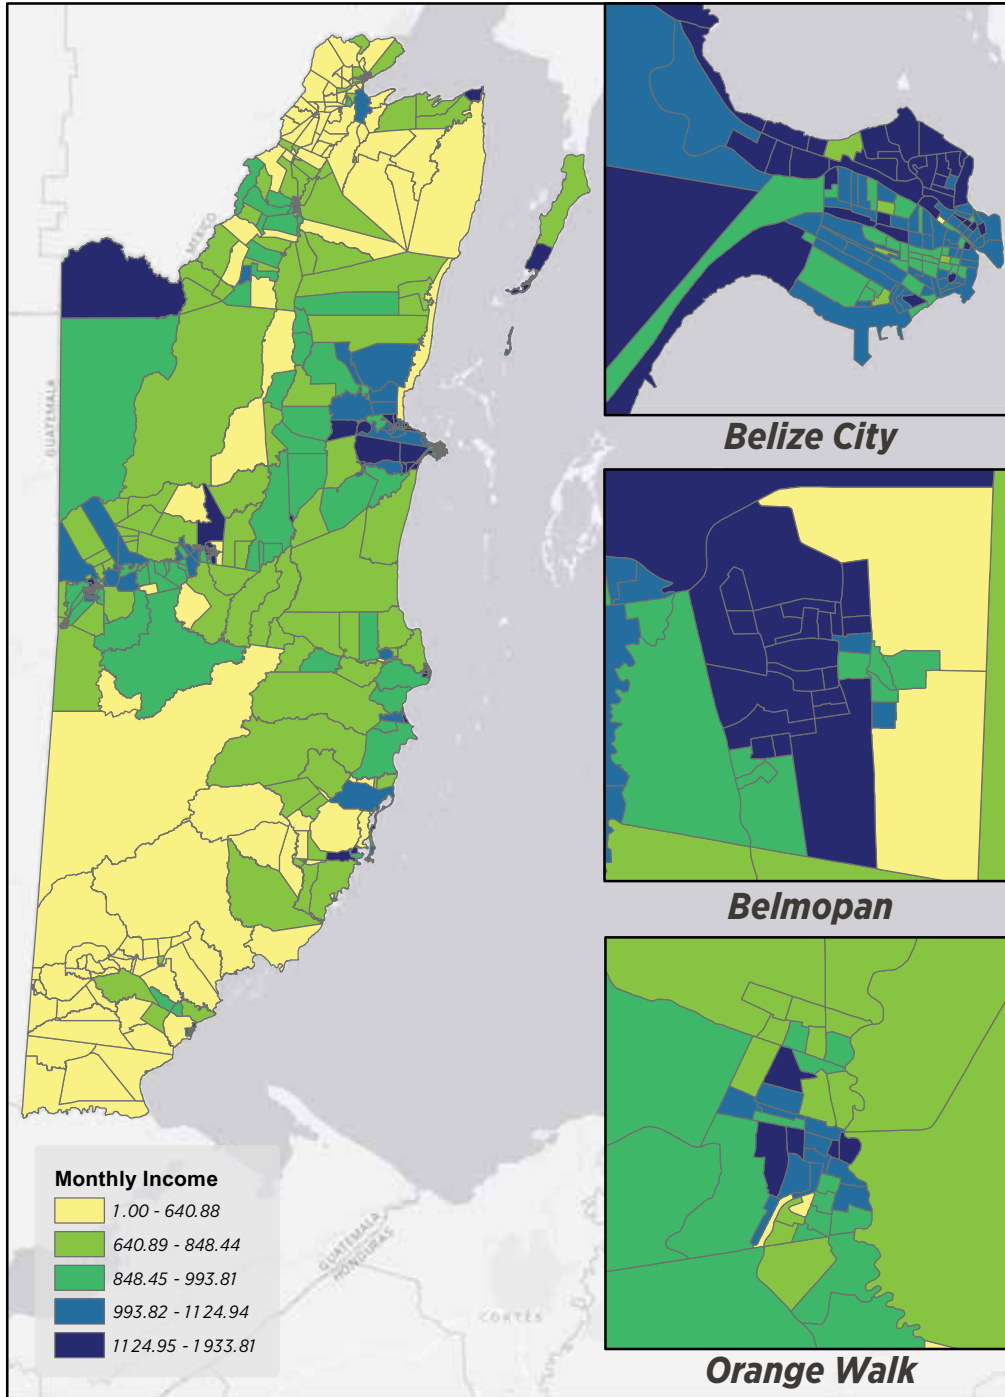 MEXICO
GUATEMALA
Belize City
Belmopan
Orange Walk
GUATEMALA
HONDURAS
CORTÉS
Monthly Income
1.00 - 640.88
640.89 - 848.44
848.45 - 993.81
993.82 - 1124.94
1124.95 - 1933.81